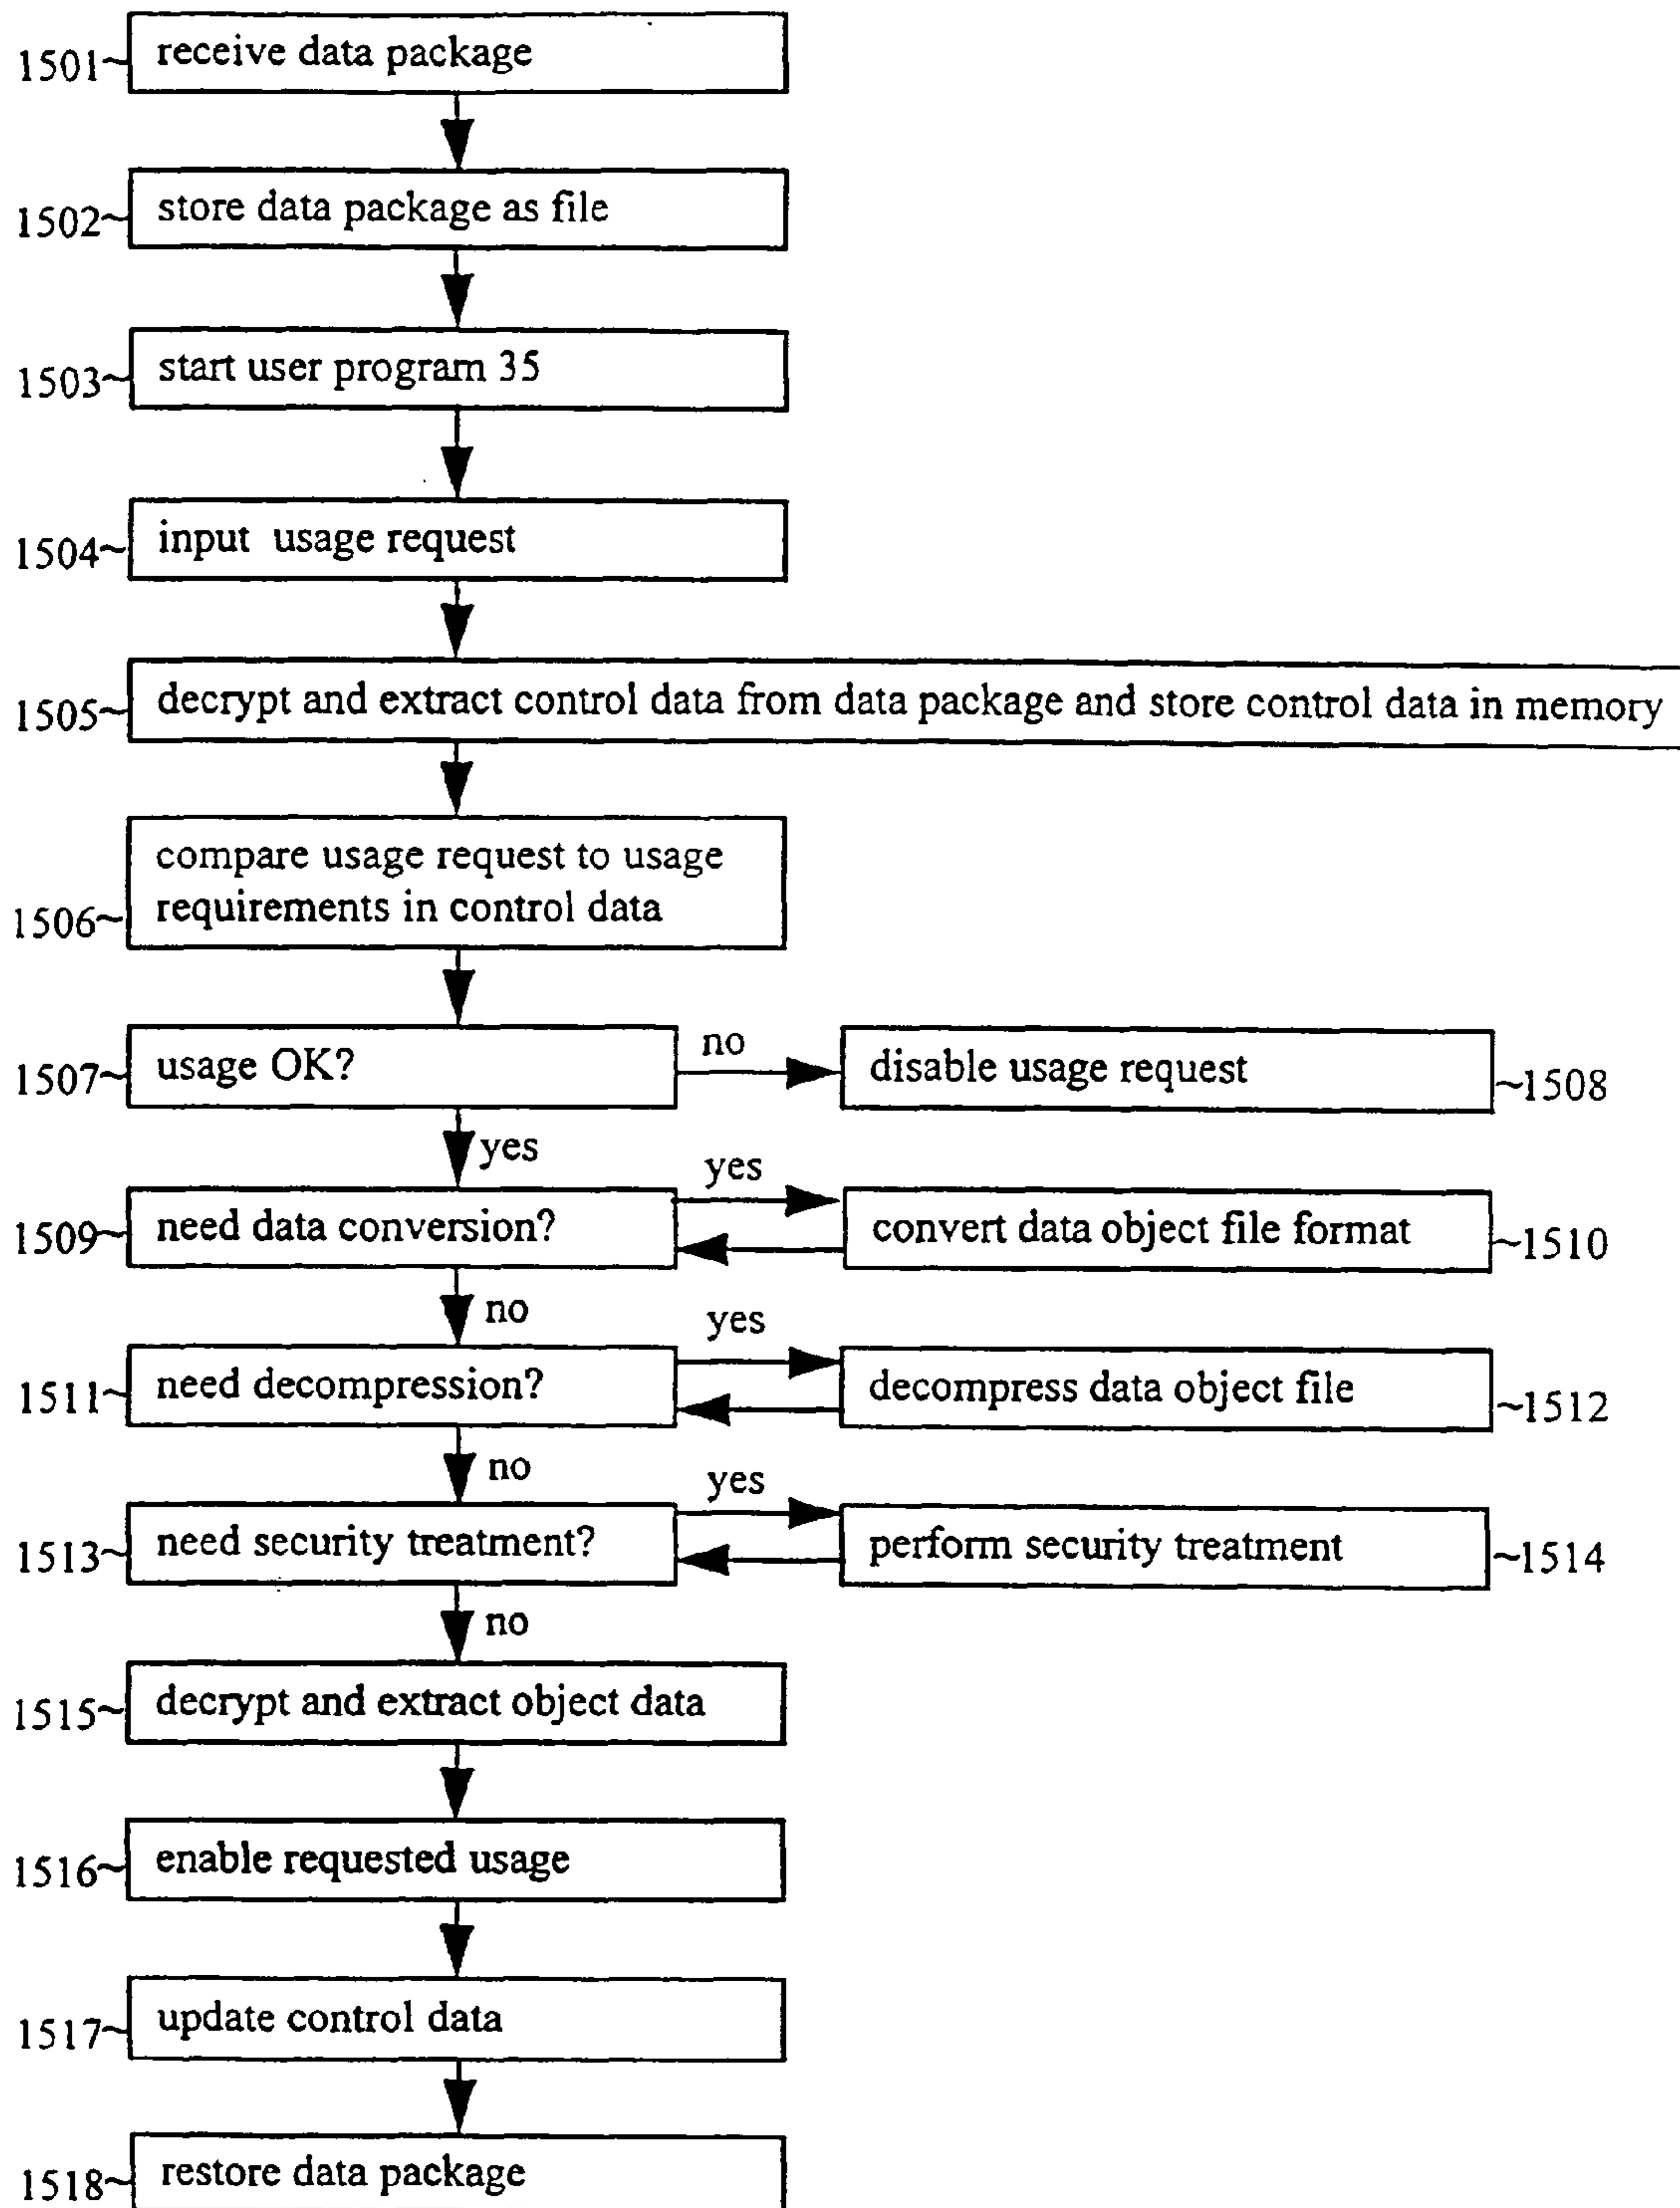 1501~ receive data package
1502~ store data package as file
1503~ start user program 35
1504~ input usage request
1505~ decrypt and extract control data from data package and store control data in memory
compare usage request to usage
1506~ requirements in control data
1507~ usage OK? no disable usage request ~1508
yes
yes
1509~ need data conversion? convert data object file format ~1510
no
yes
1511~ need decompression? decompress data object file ~1512
no
yes
1513~ need security treatment? perform security treatment ~1514
no
1515~ decrypt and extract object data
1516~ enable requested usage
1517~ update control data
1518~ restore data package